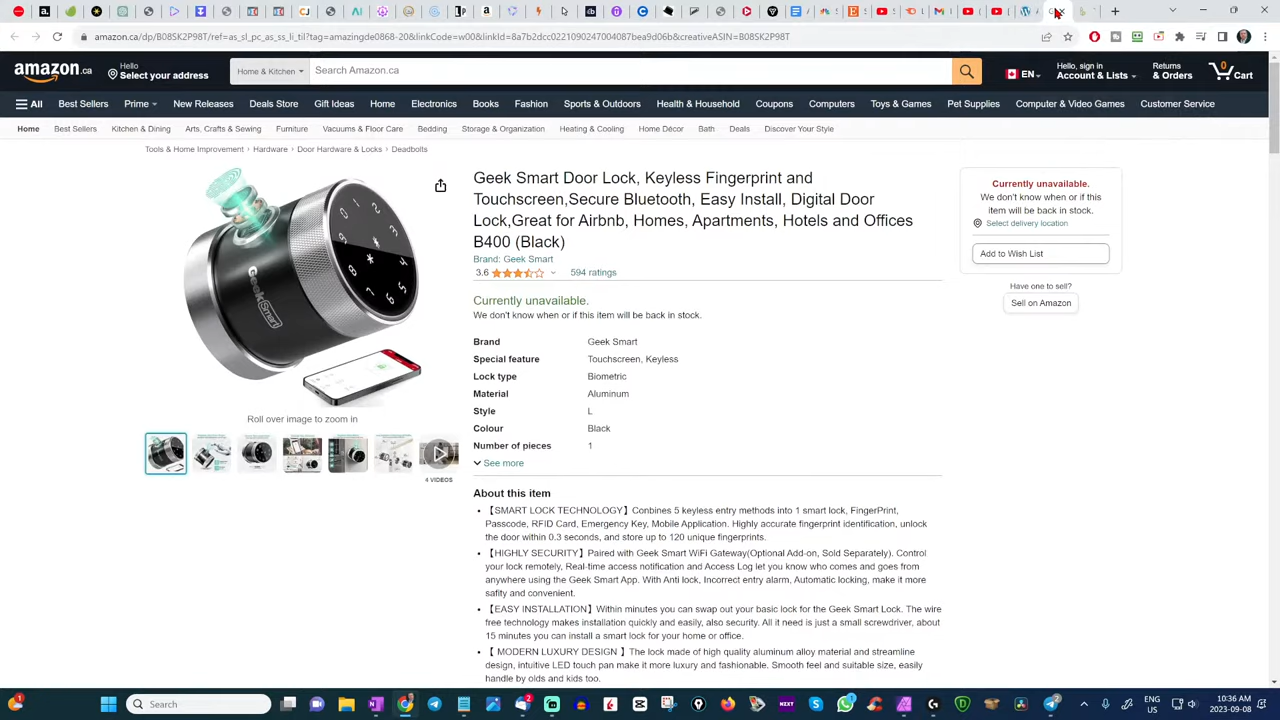 amazon.ca/dp/B08SK2P98T/ref=as_sl_pc_as_ss_li_til?tag=amazingde0868-20&linkCode=w00&linkId=8a7b2dcc0221090247004087bea9d06b&creativeASIN=B08SK2P98T
amazon.ca
Hello
Select your address
Home & Kitchen
Search Amazon.ca
EN
Hello, sign in
Account & Lists
Returns
& Orders
0
Cart
All
Best Sellers
Prime
New Releases
Deals Store
Gift Ideas
Home
Electronics
Books
Fashion
Sports & Outdoors
Health & Household
Coupons
Computers
Toys & Games
Pet Supplies
Computer & Video Games
Customer Service
Home
Best Sellers
Kitchen & Dining
Arts, Crafts & Sewing
Furniture
Vacuums & Floor Care
Bedding
Storage & Organization
Heating & Cooling
Home Décor
Bath
Deals
Discover Your Style
Tools & Home Improvement › Hardware › Door Hardware & Locks › Deadbolts
GeekSmart
Roll over image to zoom in
4 VIDEOS
Geek Smart Door Lock, Keyless Fingerprint and
Touchscreen,Secure Bluetooth, Easy Install, Digital Door
Lock,Great for Airbnb, Homes, Apartments, Hotels and Offices
B400 (Black)
Brand: Geek Smart
3.6
594 ratings
Currently unavailable.
We don't know when or if this item will be back in stock.
Brand Geek Smart
Special feature Touchscreen, Keyless
Lock type Biometric
Material Aluminum
Style L
Colour Black
Number of pieces 1
See more
About this item
• 【SMART LOCK TECHNOLOGY】Conbines 5 keyless entry methods into 1 smart lock, FingerPrint,
Passcode, RFID Card, Emergency Key, Mobile Application. Highly accurate fingerprint identification, unlock
the door within 0.3 seconds, and store up to 120 unique fingerprints.
• 【HIGHLY SECURITY】Paired with Geek Smart WiFi Gateway(Optional Add-on, Sold Separately). Control
your lock remotely, Real-time access notification and Access Log let you know who comes and goes from
anywhere using the Geek Smart App. With Anti lock, Incorrect entry alarm, Automatic locking, make it more
safity and convenient.
• 【EASY INSTALLATION】Within minutes you can swap out your basic lock for the Geek Smart Lock. The wire
free technology makes installation quickly and easily, also security. All it need is just a small screwdriver, about
15 minutes you can install a smart lock for your home or office.
• 【 MODERN LUXURY DESIGN 】The lock made of high quality aluminum alloy material and streamline
design, intuitive LED touch pan make it more luxury and fashionable. Smooth feel and suitable size, easily
handle by olds and kids too.
Currently unavailable.
We don't know when or if this
item will be back in stock.
Select delivery location
Add to Wish List
Have one to sell?
Sell on Amazon
Search
ENG
US
10:36 AM
2023-09-08